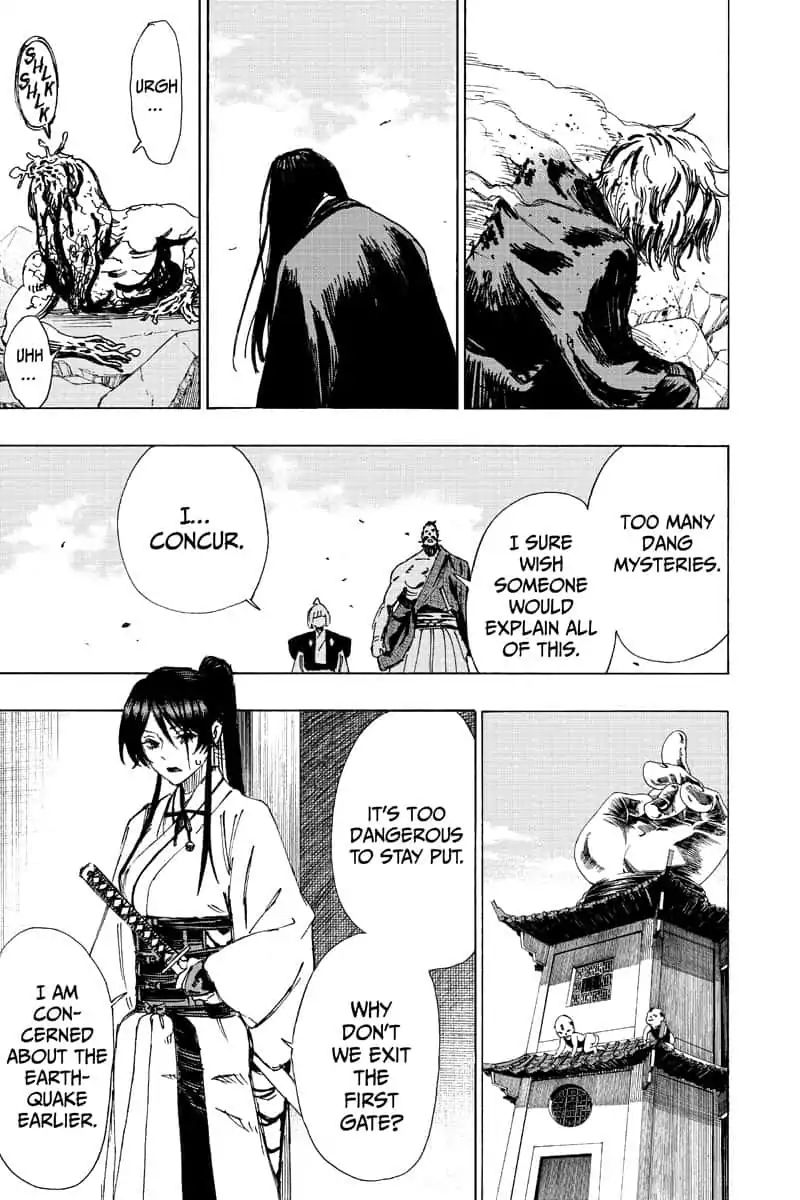 URGH
...
SHLK
SHLK
UHH
...
TOO MANY
DANG
MYSTERIES.
I SURE
WISH
SOMEONE
WOULD
EXPLAIN ALL
OF THIS.
I...
CONCUR.
IT'S TOO
DANGEROUS
TO STAY PUT.
WHY
DON'T
WE EXIT
THE
FIRST
GATE?
I AM
CON-
CERNED
ABOUT THE
EARTH-
QUAKE
EARLIER.